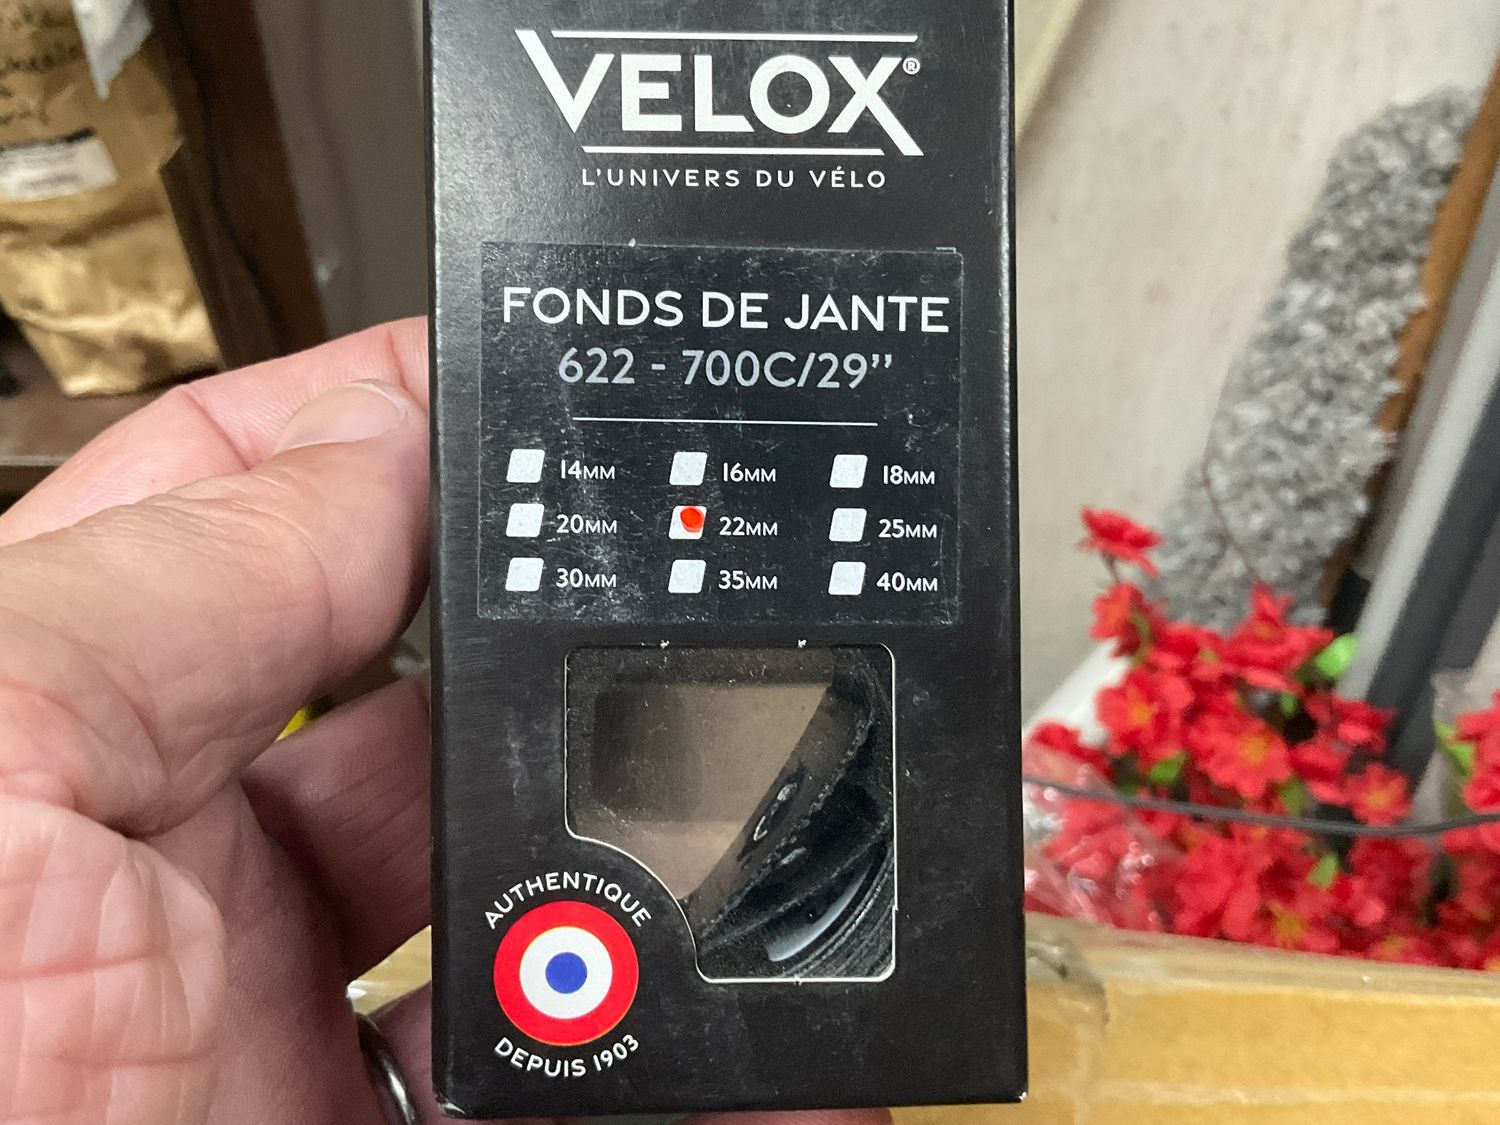 VELOX®
L'UNIVERS DU VÉLO
FONDS DE JANTE
622 - 700C/29”
14MM 16MM 18MM
20MM 22MM 25MM
30MM 35MM 40MM
AUTHENTIQUE
DEPUIS 1903